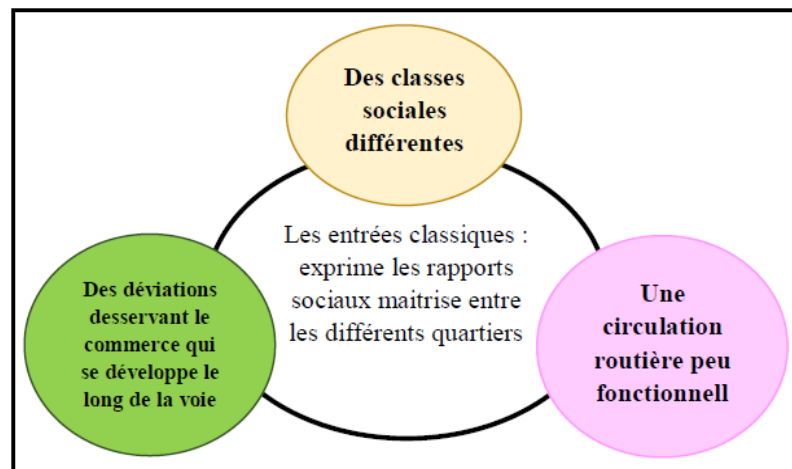 Des classes
sociales
différentes
Les entrées classiques :
exprime les rapports
sociaux maitrise entre
les différents quartiers
Des déviations
desservant le
commerce qui
se développe le
long de la voie
Une
circulation
routière peu
fonctionnell